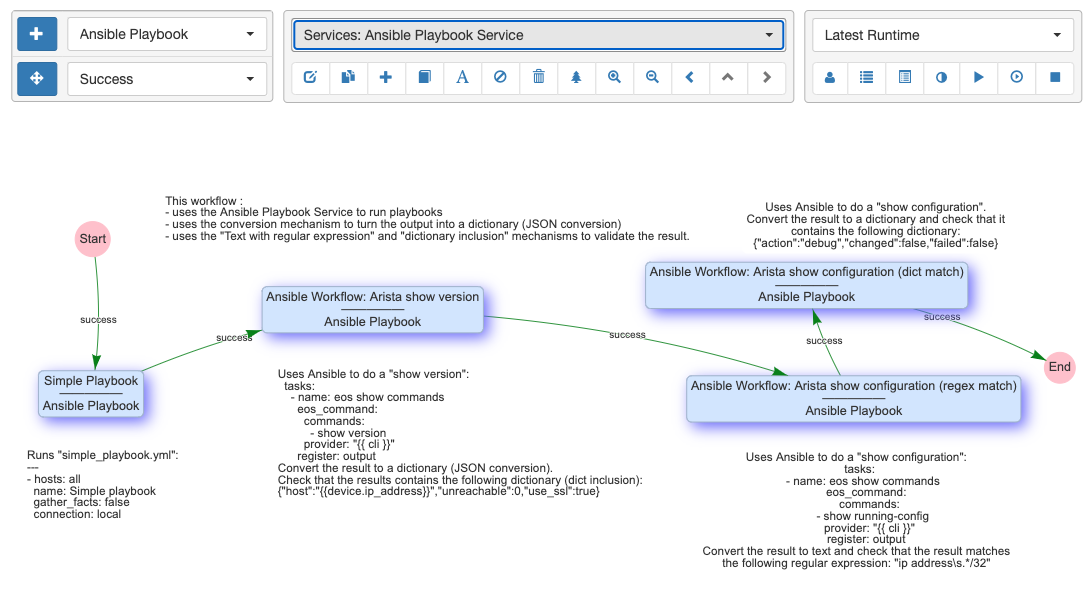 Ansible Playbook
Services: Ansible Playbook Service
Latest Runtime
Success
A
This workflow :
- uses the Ansible Playbook Service to run playbooks
- uses the conversion mechanism to turn the output into a dictionary (JSON conversion)
- uses the "Text with regular expression" and "dictionary inclusion" mechanisms to validate the result.
Uses Ansible to do a "show configuration".
Convert the result to a dictionary and check that it
contains the following dictionary:
{"action":"debug","changed":false,"failed":false}
Start
success
Simple Playbook
Ansible Playbook
success
Ansible Workflow: Arista show version
Ansible Playbook
success
Ansible Workflow: Arista show configuration (dict match)
Ansible Playbook
success
success
End
Ansible Workflow: Arista show configuration (regex match)
Ansible Playbook
Runs "simple_playbook.yml":
---
- hosts: all
name: Simple playbook
gather_facts: false
connection: local
Uses Ansible to do a "show version":
tasks:
- name: eos show commands
eos_command:
commands:
- show version
provider: "{{ cli }}"
register: output
Convert the result to a dictionary (JSON conversion).
Check that the results contains the following dictionary (dict inclusion):
{"host":"{{device.ip_address}}","unreachable":0,"use_ssl":true}
Uses Ansible to do a "show configuration":
tasks:
- name: eos show commands
eos_command:
commands:
- show running-config
provider: "{{ cli }}"
register: output
Convert the result to text and check that the result matches
the following regular expression: "ip address\s.*/32"